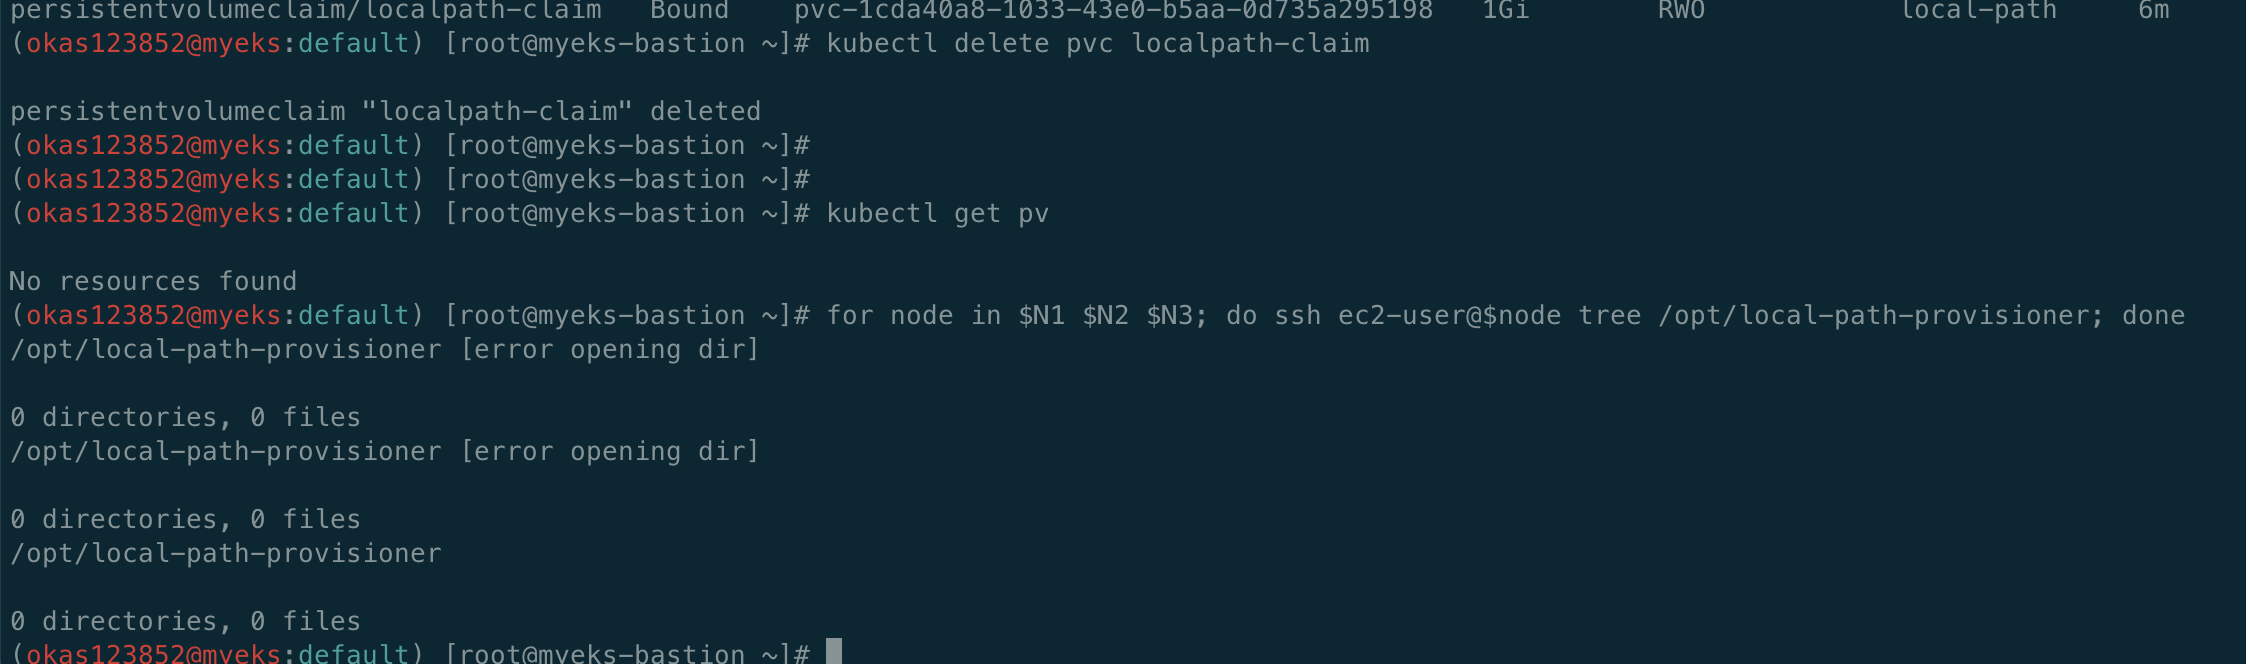 persistentvolumeclaim/localpath-claim   Bound    pvc-1cda40a8-1033-43e0-b5aa-0d735a295198   1Gi        RWO            local-path     6m
(okas123852@myeks:default) [root@myeks-bastion ~]# kubectl delete pvc localpath-claim
persistentvolumeclaim "localpath-claim" deleted
(okas123852@myeks:default) [root@myeks-bastion ~]#
(okas123852@myeks:default) [root@myeks-bastion ~]#
(okas123852@myeks:default) [root@myeks-bastion ~]# kubectl get pv
No resources found
(okas123852@myeks:default) [root@myeks-bastion ~]# for node in $N1 $N2 $N3; do ssh ec2-user@$node tree /opt/local-path-provisioner; done
/opt/local-path-provisioner [error opening dir]
0 directories, 0 files
/opt/local-path-provisioner [error opening dir]
0 directories, 0 files
/opt/local-path-provisioner
0 directories, 0 files
(okas123852@myeks:default) [root@myeks-bastion ~]#